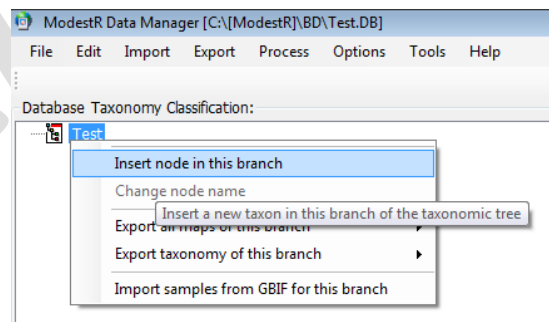 ModestR Data Manager [C:\[ModestR]\BD\Test.DB]
File Edit Import Export Process Options Tools Help
Database Taxonomy Classification:
Test
Insert node in this branch
Change node name
Insert a new taxon in this branch of the taxonomic tree
Export all maps of this branch
Export taxonomy of this branch
Import samples from GBIF for this branch